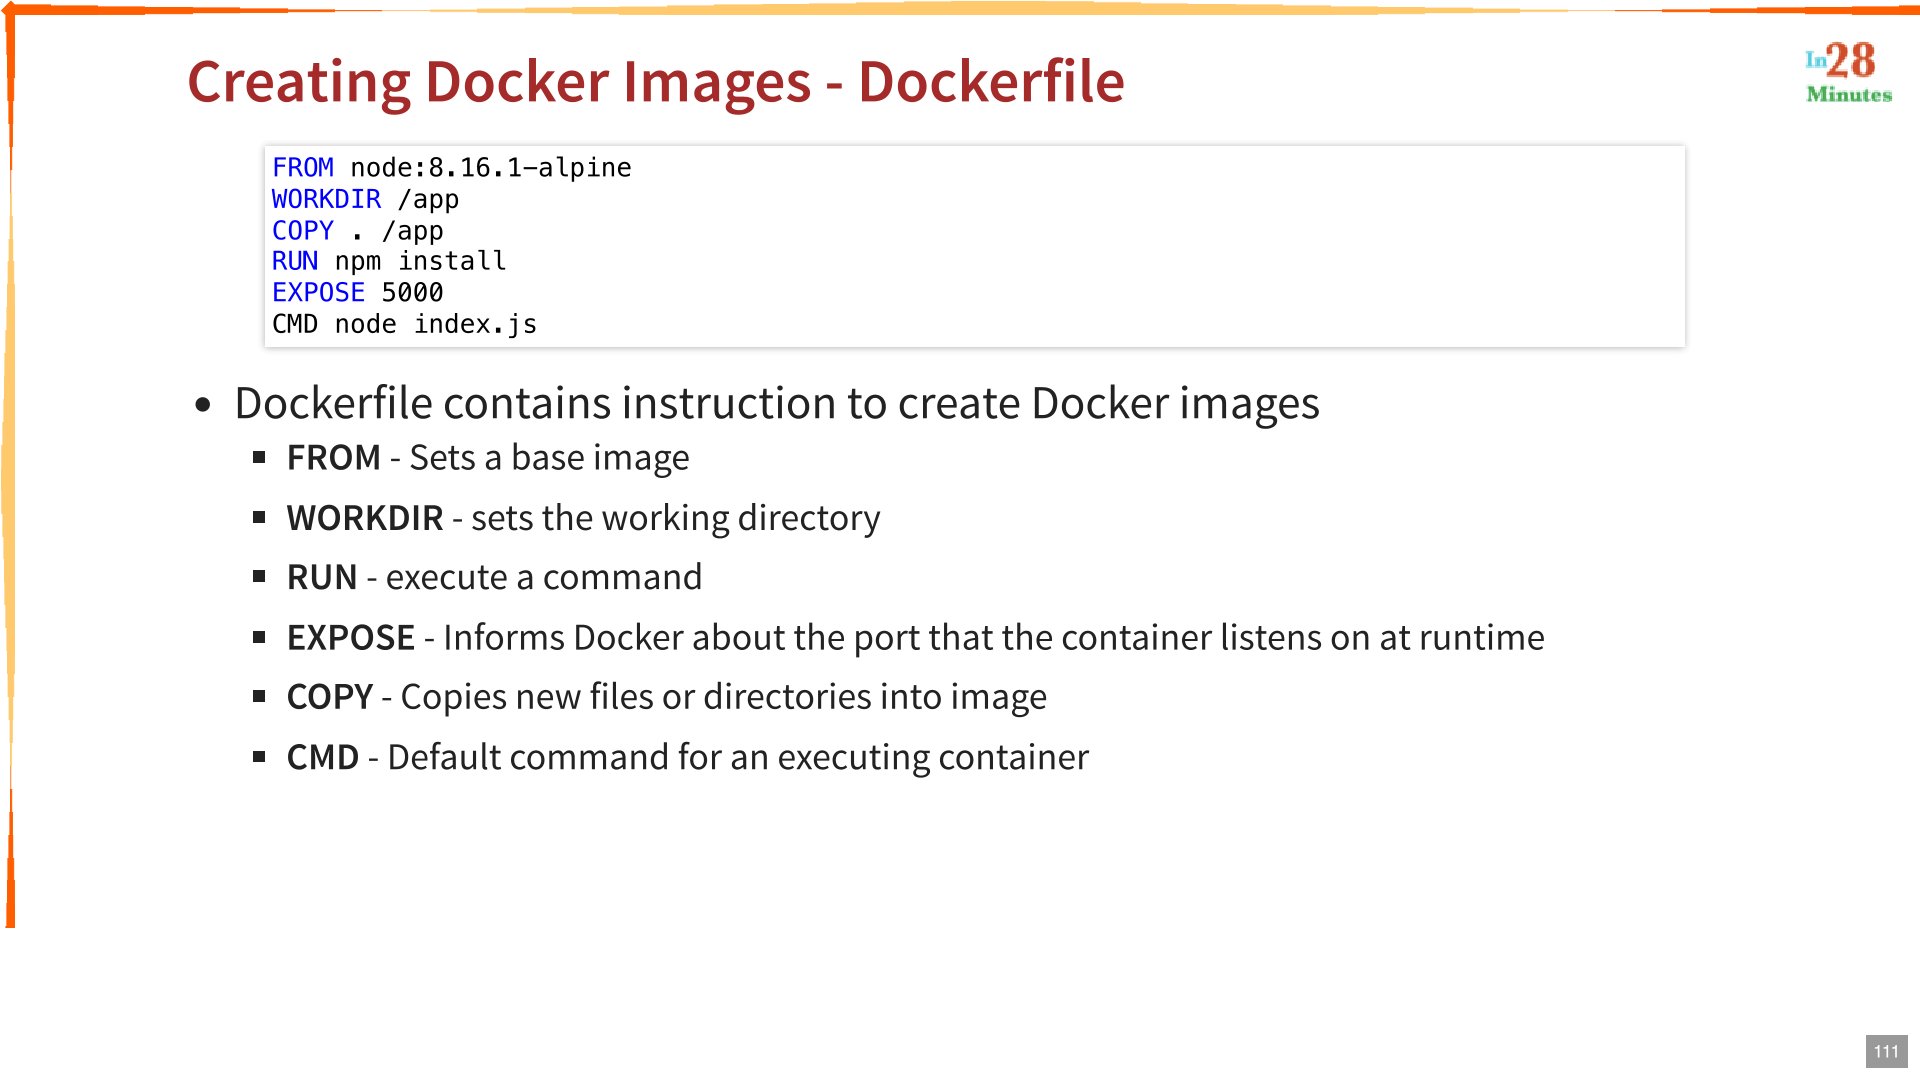 Creating Docker Images - Dockerfile
In28
Minutes
FROM node:8.16.1-alpine
WORKDIR /app
COPY . /app
RUN npm install
EXPOSE 5000
CMD node index.js
• Dockerfile contains instruction to create Docker images
▪ FROM - Sets a base image
▪ WORKDIR - sets the working directory
▪ RUN - execute a command
▪ EXPOSE - Informs Docker about the port that the container listens on at runtime
▪ COPY - Copies new files or directories into image
▪ CMD - Default command for an executing container
111